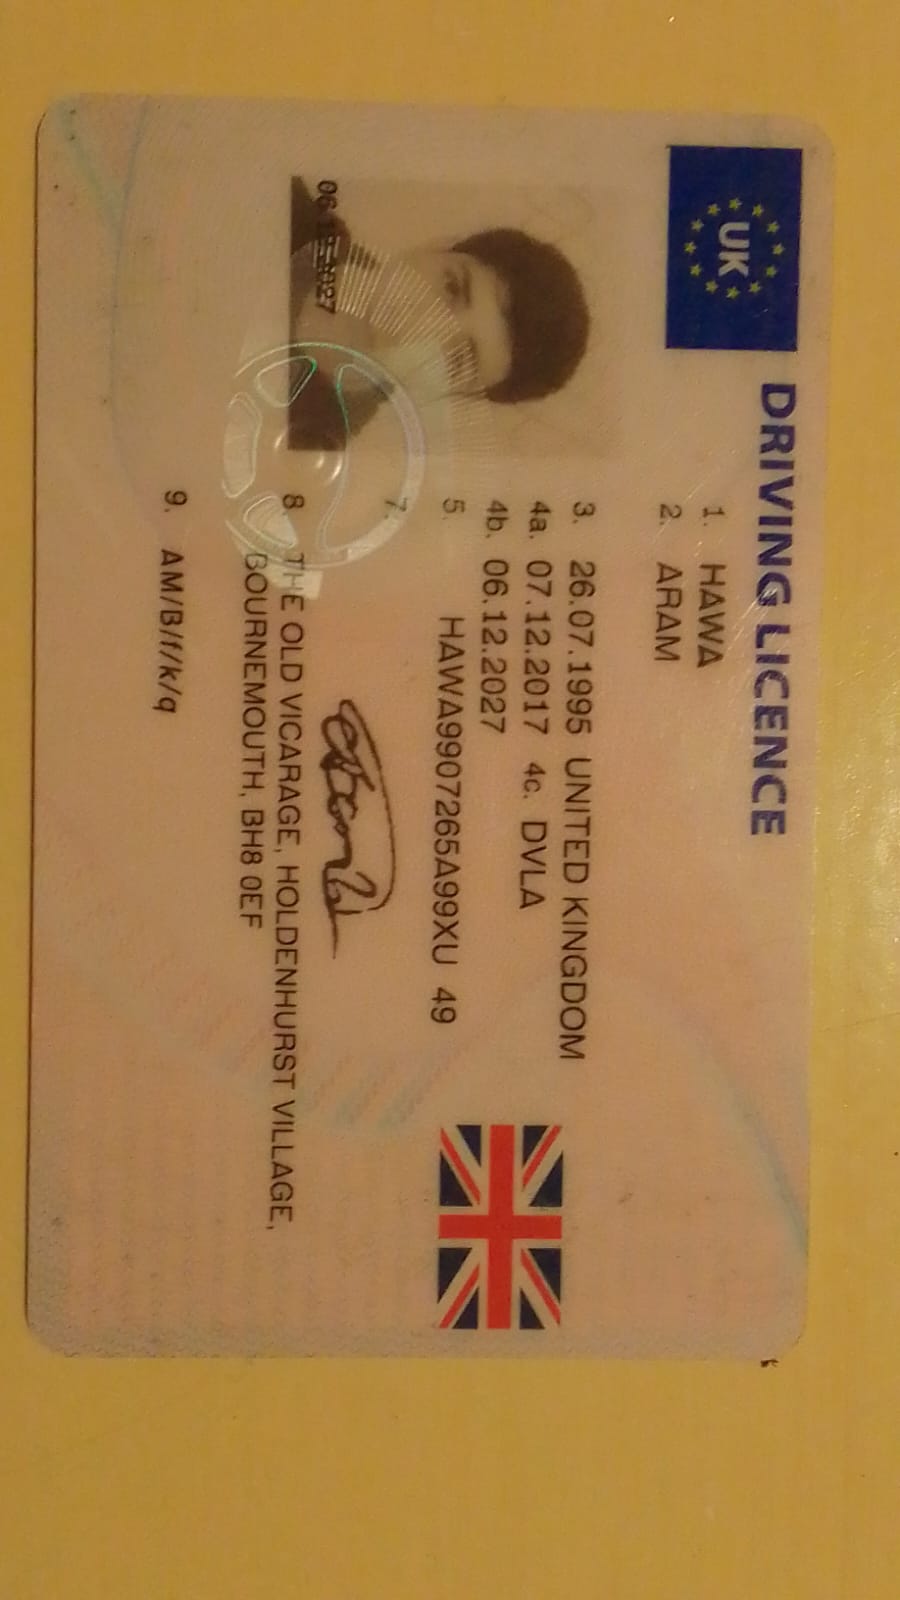 UK
DRIVING LICENCE
1. HAWA
2. ARAM
3. 26.07.1995 UNITED KINGDOM
4a. 07.12.2017 4c. DVLA
4b. 06.12.2027
5. HAWA9907265A99XU 49
7.
8. THE OLD VICARAGE, HOLDENHURST VILLAGE,
BOURNEMOUTH, BH8 0EF
9. AM/B/f/k/q